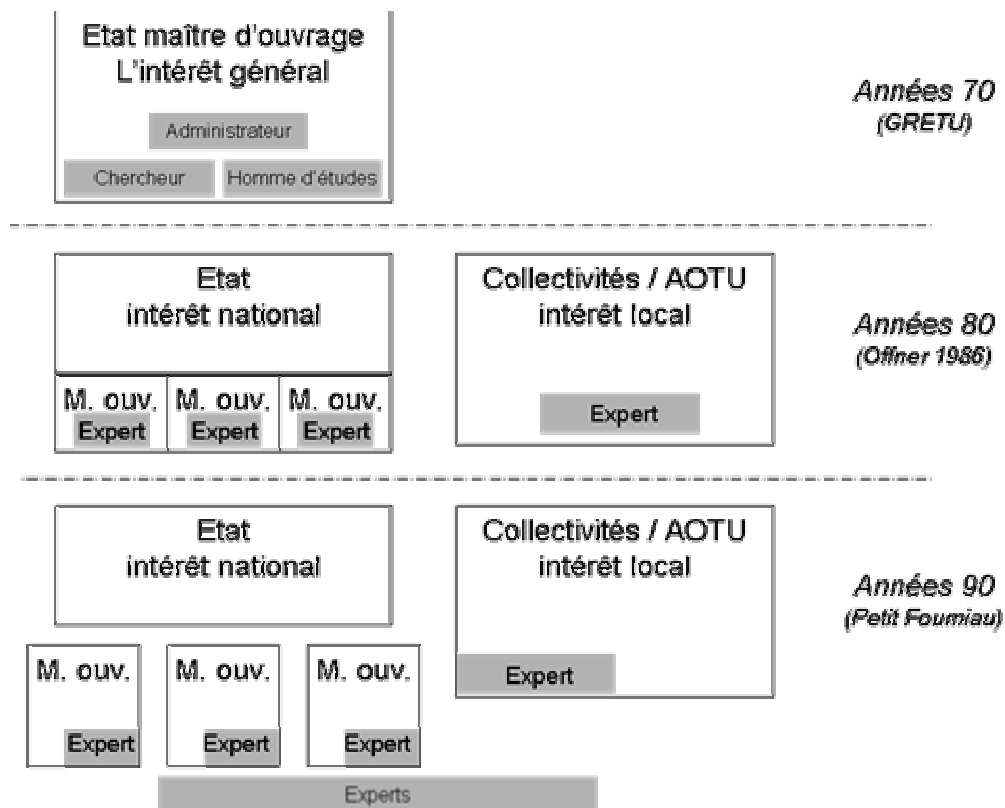 Etat maître d'ouvrage
L'intérêt général
Administrateur
Chercheur
Homme d'études
Années 70
(GRETU)
Etat
intérêt national
M. ouv.
M. ouv.
M. ouv.
Expert
Expert
Expert
Collectivités / AOTU
intérêt local
Expert
Années 80
(Offner 1986)
Etat
intérêt national
M. ouv.
M. ouv.
M. ouv.
Expert
Expert
Expert
Experts
Collectivités / AOTU
intérêt local
Expert
Années 90
(Petit Fourniau)